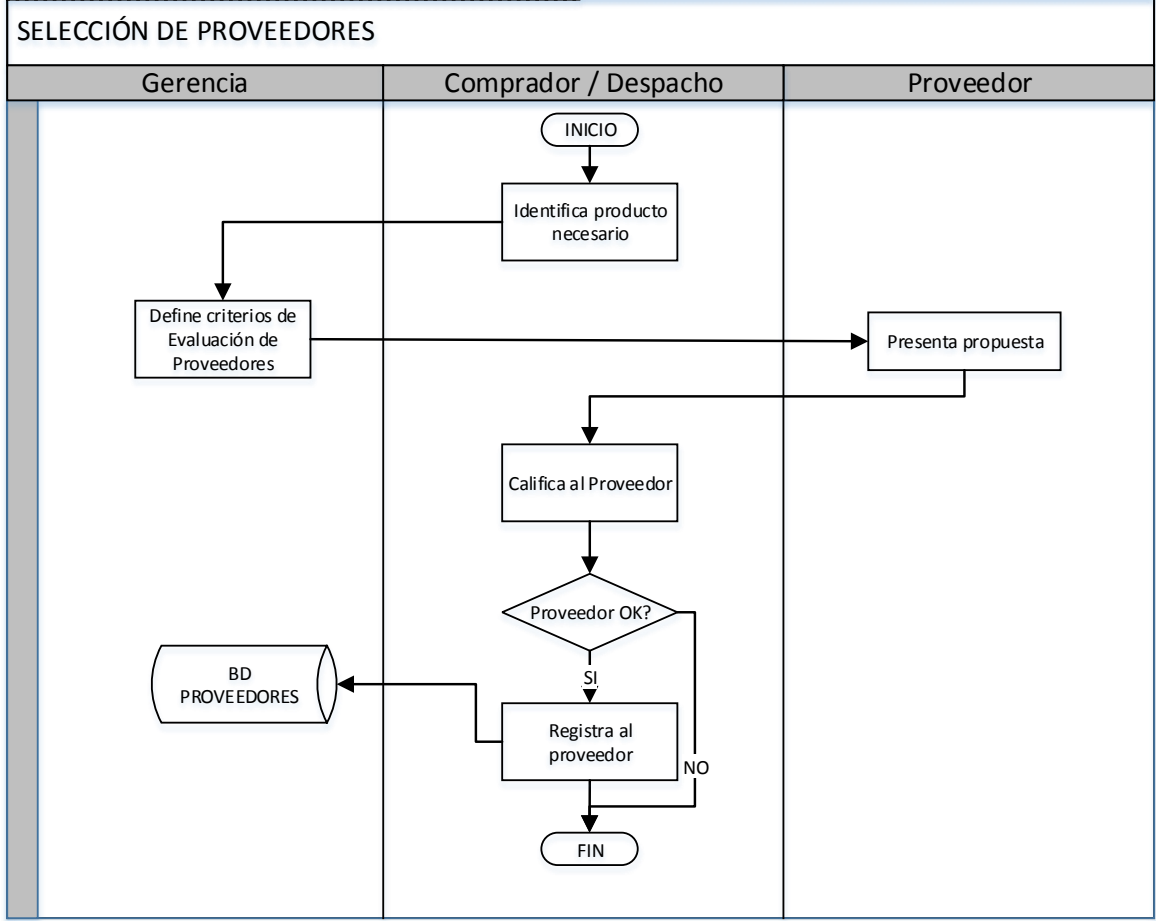 SELECCIÓN DE PROVEEDORES
Gerencia
Comprador / Despacho
Proveedor
INICIO
Identifica producto
necesario
Define criterios de
Evaluación de
Proveedores
Presenta propuesta
Califica al Proveedor
Proveedor OK?
SI
BD
PROVEEDORES
Registra al
proveedor
NO
FIN